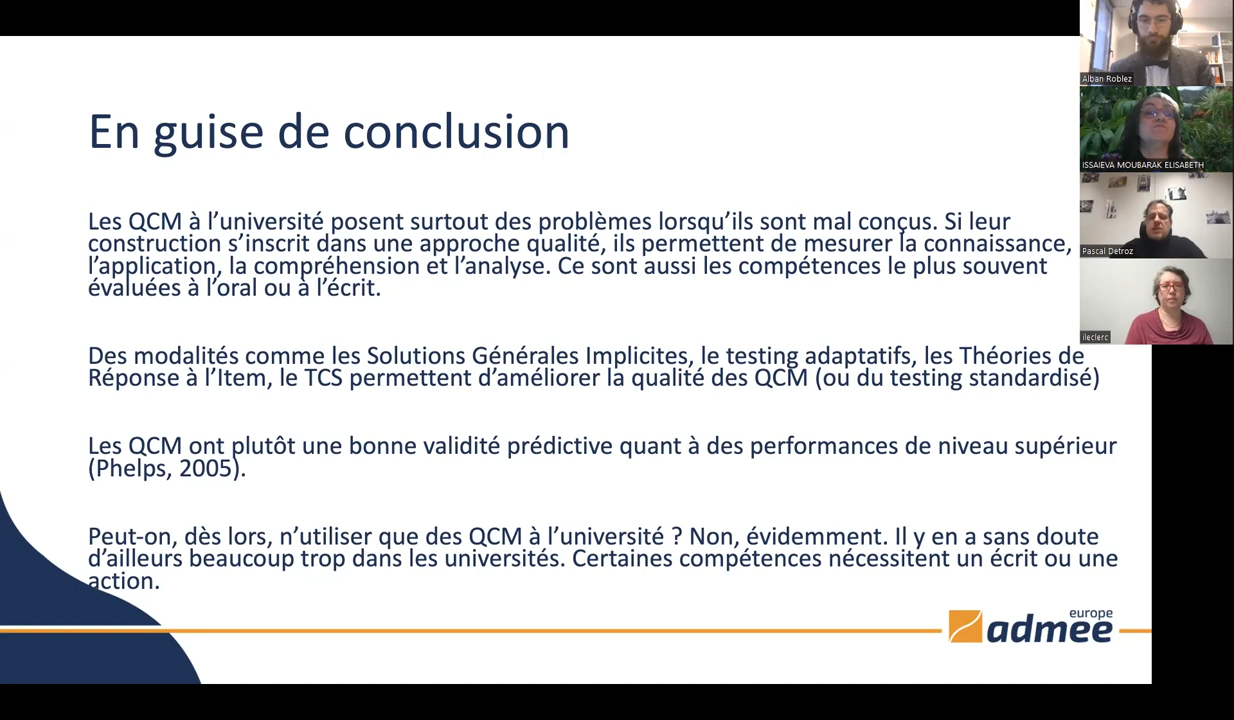 En guise de conclusion
Les QCM à l’université posent surtout des problèmes lorsqu’ils sont mal conçus. Si leur
construction s’inscrit dans une approche qualité, ils permettent de mesurer la connaissance,
l’application, la compréhension et l’analyse. Ce sont aussi les compétences le plus souvent
évaluées à l’oral ou à l’écrit.
Des modalités comme les Solutions Générales Implicites, le testing adaptatifs, les Théories de
Réponse à l’Item, le TCS permettent d’améliorer la qualité des QCM (ou du testing standardisé)
Les QCM ont plutôt une bonne validité prédictive quant à des performances de niveau supérieur
(Phelps, 2005).
Peut-on, dès lors, n’utiliser que des QCM à l’université ? Non, évidemment. Il y en a sans doute
d’ailleurs beaucoup trop dans les universités. Certaines compétences nécessitent un écrit ou une
action.
europe
admee
Alban Roblez
ISSAIEVA MOUBARAK ELISABETH
Pascal Detroz
ileclerc